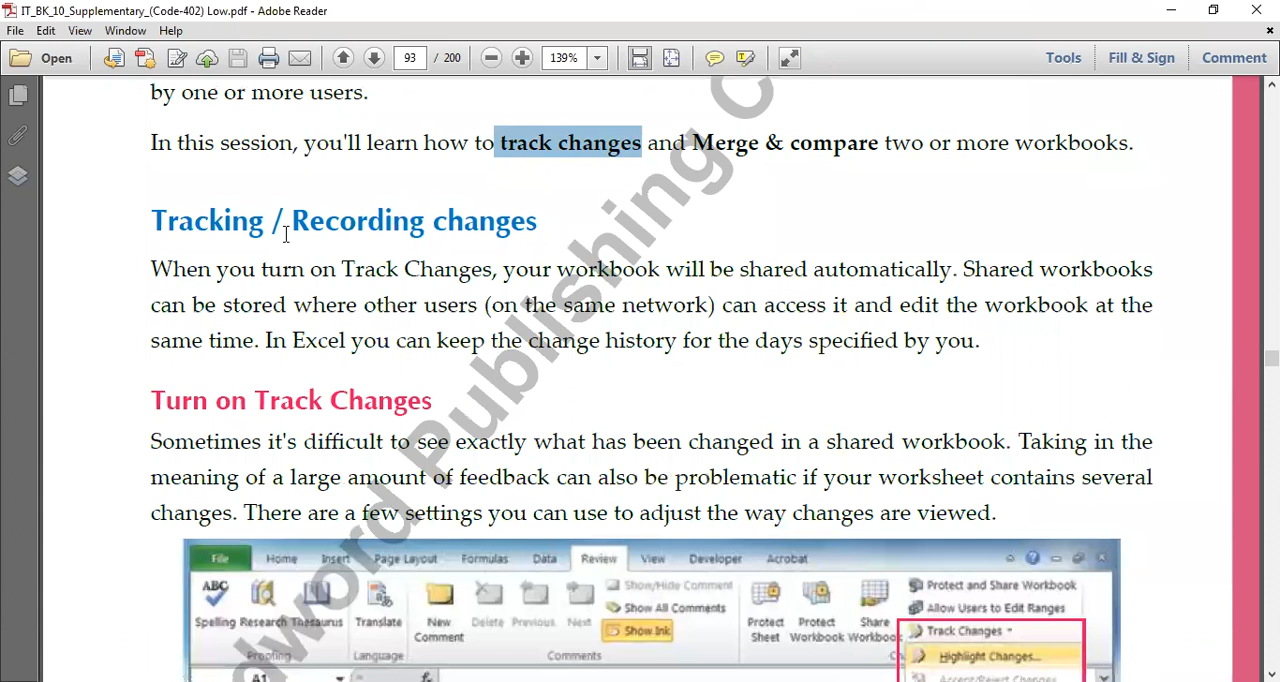 IT_BK_10_Supplementary_(Code-402) Low.pdf - Adobe Reader
File Edit View Window Help
Open 93 / 200 139% Tools Fill & Sign Comment
by one or more users.
In this session, you'll learn how to track changes and Merge & compare two or more workbooks.
Tracking / Recording changes
When you turn on Track Changes, your workbook will be shared automatically. Shared workbooks
can be stored where other users (on the same network) can access it and edit the workbook at the
same time. In Excel you can keep the change history for the days specified by you.
Turn on Track Changes
Sometimes it's difficult to see exactly what has been changed in a shared workbook. Taking in the
meaning of a large amount of feedback can also be problematic if your worksheet contains several
changes. There are a few settings you can use to adjust the way changes are viewed.
dword Publishing C
File Home Insert Page Layout Formulas Data Review View Developer Acrobat
ABC Show/Hide Comment Protect and Share Workbook
Show All Comments Allow Users to Edit Ranges
Spelling Research Thesaurus Translate New Delete Previous Next Show Ink Protect Protect Share Track Changes
Comment Sheet Workbook Workbook
Proofing Language Comments Highlight Changes...
A1 Accept/Reject Changes